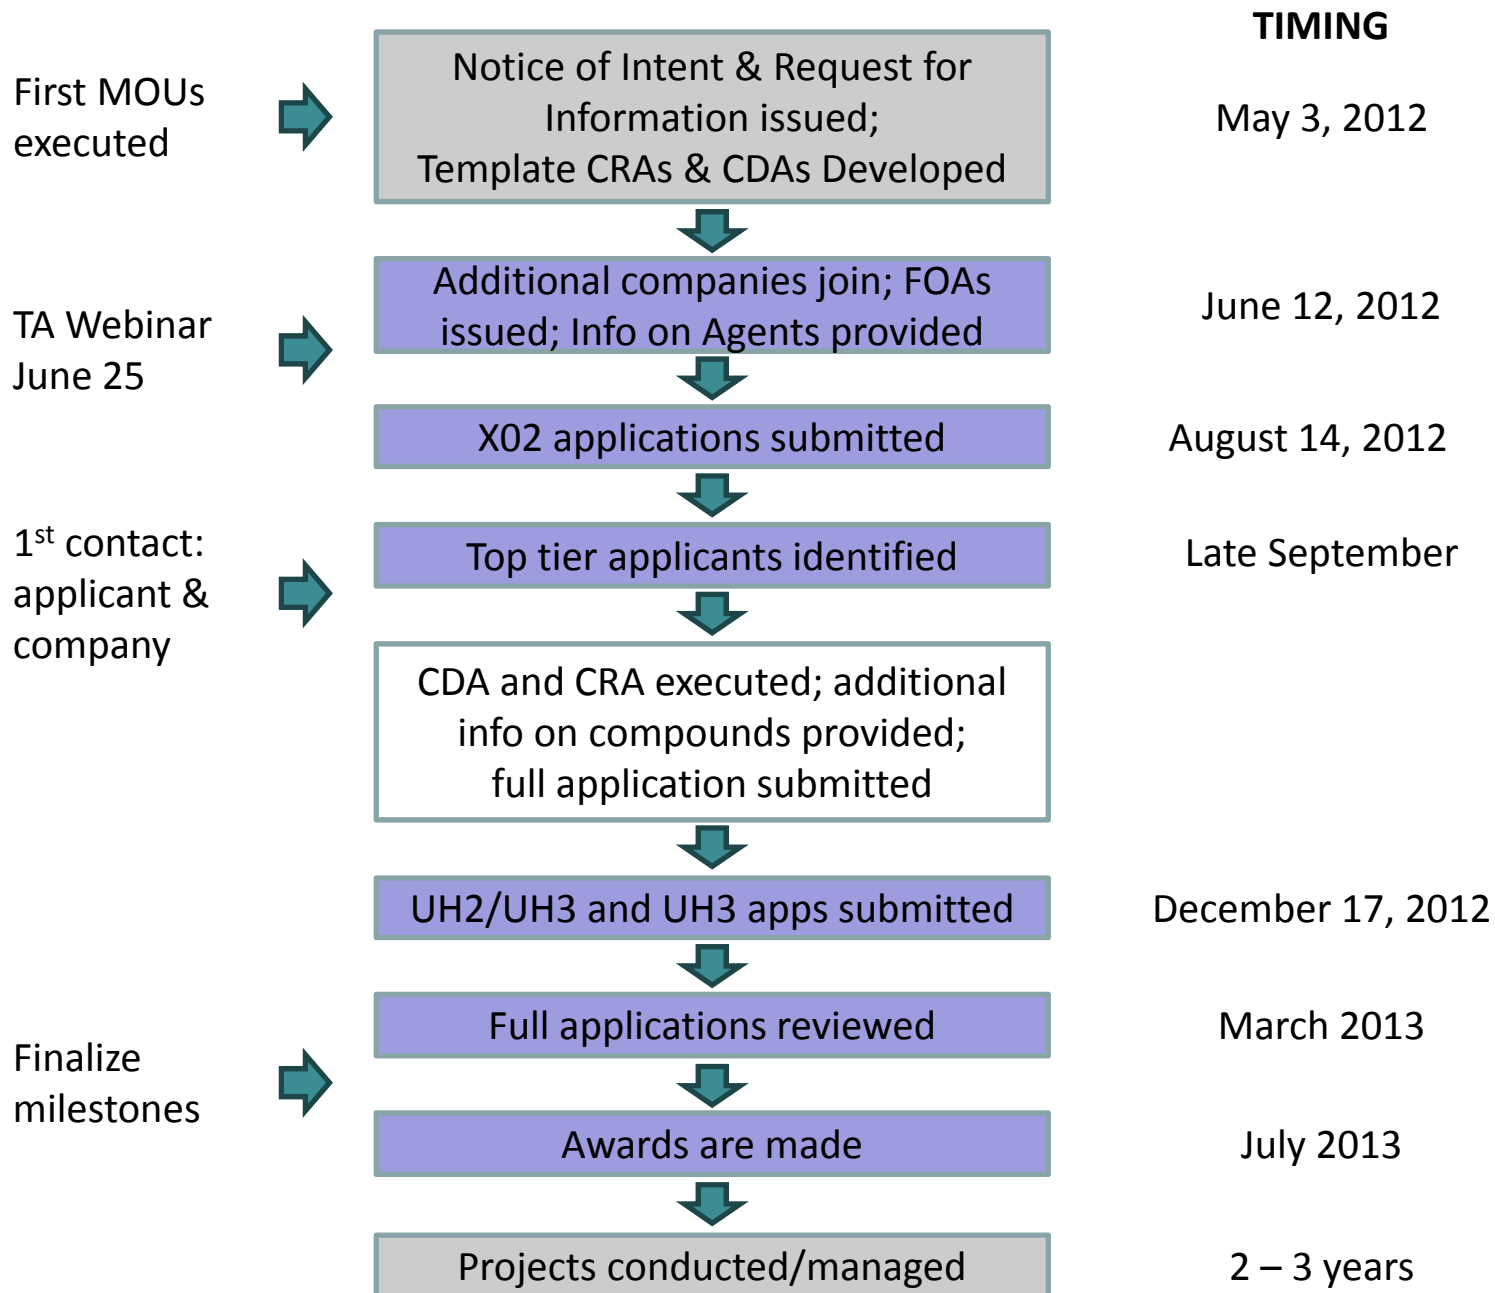 TIMING
First MOUs
executed
Notice of Intent & Request for
Information issued;
Template CRAs & CDAs Developed
May 3, 2012
Additional companies join; FOAs
issued; Info on Agents provided
June 12, 2012
TA Webinar
June 25
X02 applications submitted
August 14, 2012
1st contact:
applicant &
company
Top tier applicants identified
Late September
CDA and CRA executed; additional
info on compounds provided;
full application submitted
UH2/UH3 and UH3 apps submitted
December 17, 2012
Full applications reviewed
March 2013
Finalize
milestones
Awards are made
July 2013
Projects conducted/managed
2 – 3 years